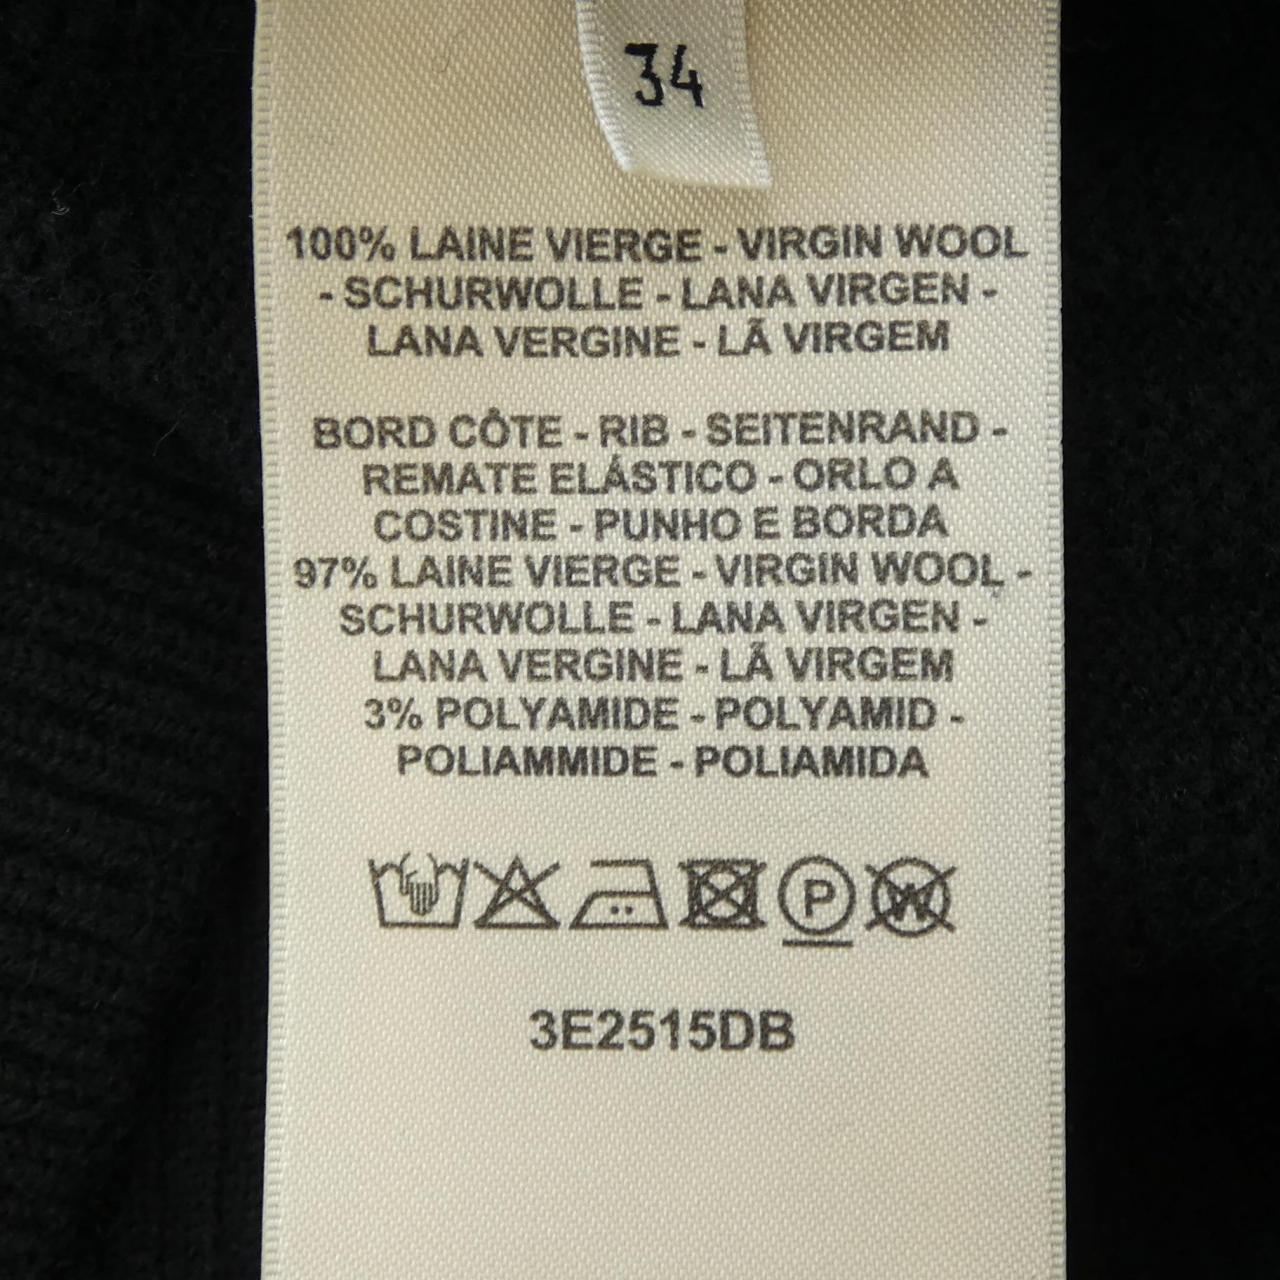 34
100% LAINE VIERGE - VIRGIN WOOL
- SCHURWOLLE - LANA VIRGEN -
LANA VERGINE - LÃ VIRGEM
BORD CÔTE - RIB - SEITENRAND -
REMATE ELÁSTICO - ORLO A
COSTINE - PUNHO E BORDA
97% LAINE VIERGE - VIRGIN WOOL -
SCHURWOLLE - LANA VIRGEN -
LANA VERGINE - LÃ VIRGEM
3% POLYAMIDE - POLYAMID -
POLIAMMIDE - POLIAMIDA
P W
3E2515DB